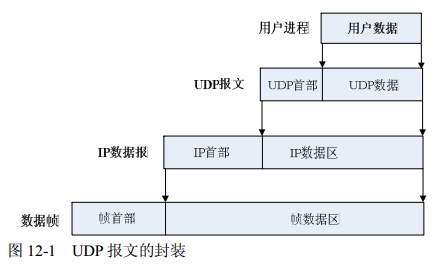 用户进程 用户数据
UDP报文 UDP首部 UDP数据
IP数据报 IP首部 IP数据区
数据帧 帧首部 帧数据区
图 12-1 UDP 报文的封装